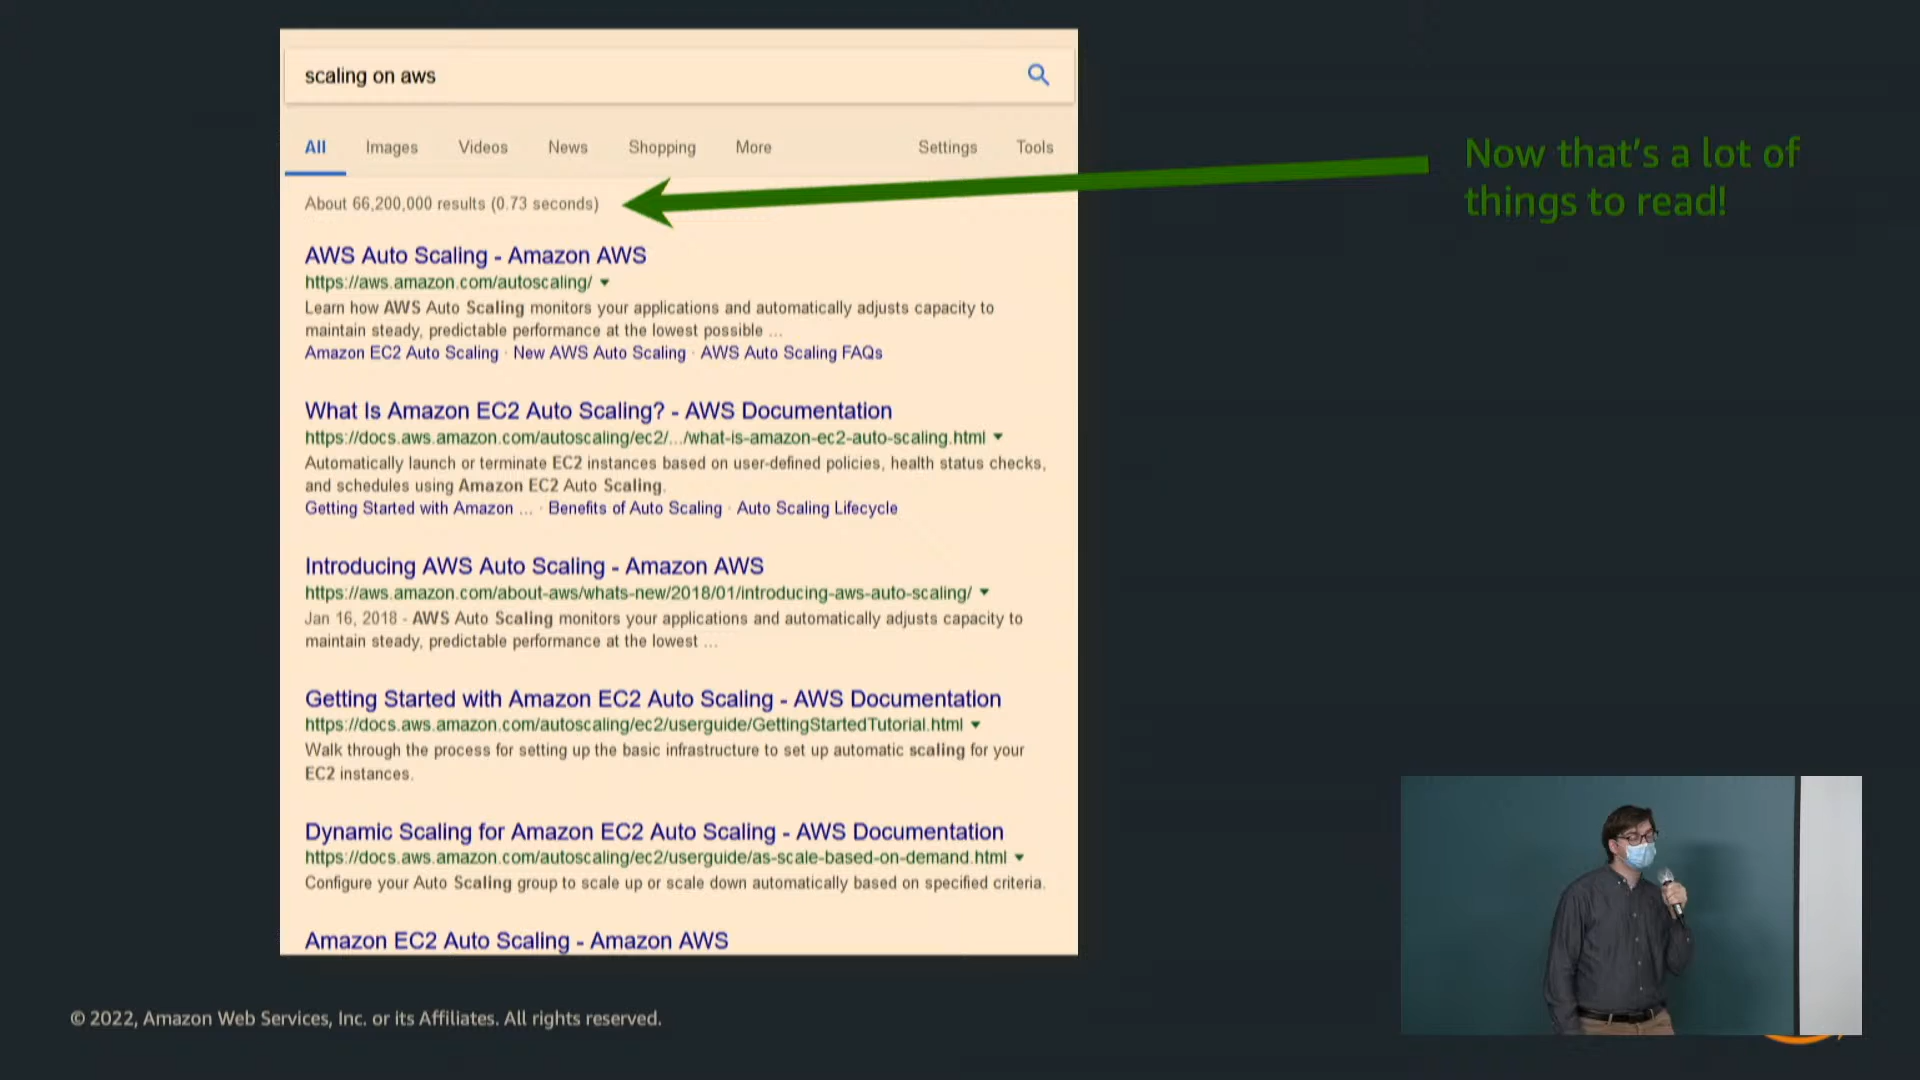 scaling on aws
All Images Videos News Shopping More Settings Tools
About 66,200,000 results (0.73 seconds)
Now that's a lot of
things to read!
AWS Auto Scaling - Amazon AWS
https://aws.amazon.com/autoscaling/
Learn how AWS Auto Scaling monitors your applications and automatically adjusts capacity to
maintain steady, predictable performance at the lowest possible ...
Amazon EC2 Auto Scaling · New AWS Auto Scaling · AWS Auto Scaling FAQs
What Is Amazon EC2 Auto Scaling? - AWS Documentation
https://docs.aws.amazon.com/autoscaling/ec2/.../what-is-amazon-ec2-auto-scaling.html
Automatically launch or terminate EC2 instances based on user-defined policies, health status checks,
and schedules using Amazon EC2 Auto Scaling.
Getting Started with Amazon ... · Benefits of Auto Scaling · Auto Scaling Lifecycle
Introducing AWS Auto Scaling - Amazon AWS
https://aws.amazon.com/about-aws/whats-new/2018/01/introducing-aws-auto-scaling/
Jan 16, 2018 - AWS Auto Scaling monitors your applications and automatically adjusts capacity to
maintain steady, predictable performance at the lowest ...
Getting Started with Amazon EC2 Auto Scaling - AWS Documentation
https://docs.aws.amazon.com/autoscaling/ec2/userguide/GettingStartedTutorial.html
Walk through the process for setting up the basic infrastructure to set up automatic scaling for your
EC2 instances.
Dynamic Scaling for Amazon EC2 Auto Scaling - AWS Documentation
https://docs.aws.amazon.com/autoscaling/ec2/userguide/as-scale-based-on-demand.html
Configure your Auto Scaling group to scale up or scale down automatically based on specified criteria.
Amazon EC2 Auto Scaling - Amazon AWS
© 2022, Amazon Web Services, Inc. or its Affiliates. All rights reserved.